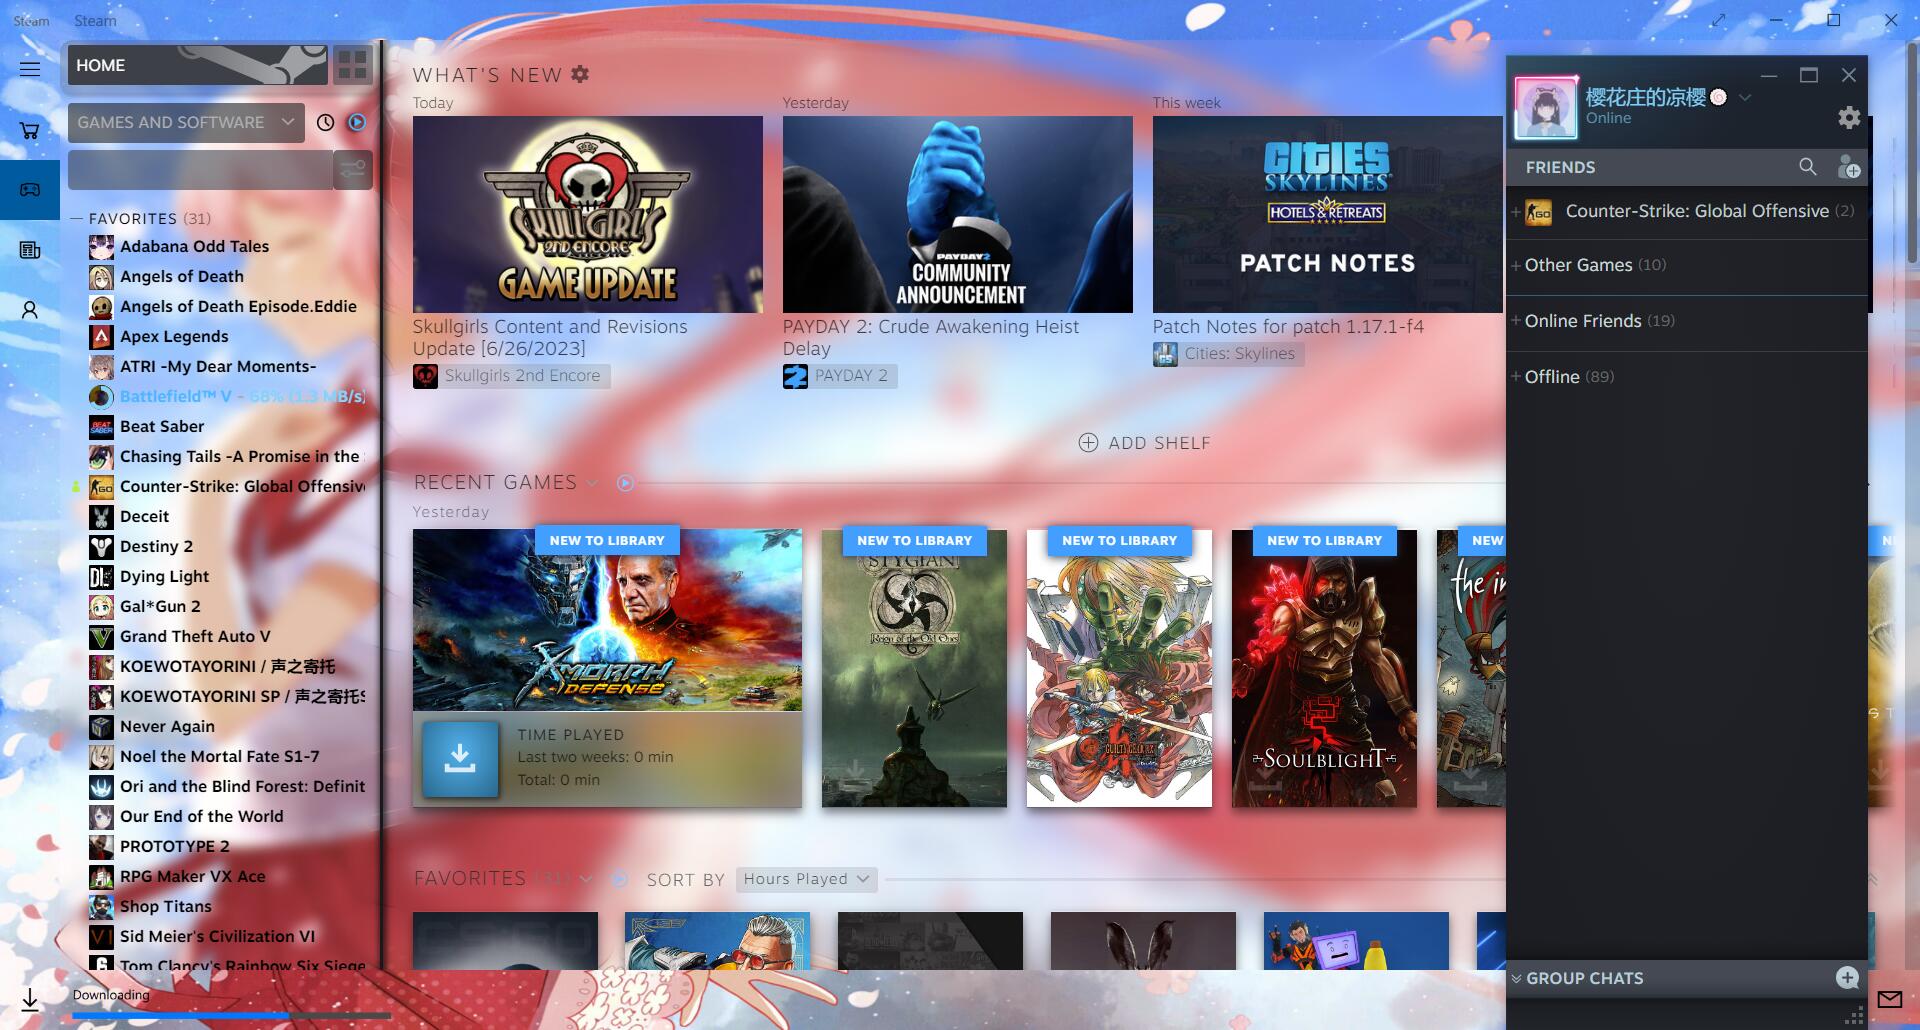 Steam
Steam
HOME
GAMES AND SOFTWARE
FAVORITES (31)
Adabana Odd Tales
Angels of Death
Angels of Death Episode.Eddie
Apex Legends
ATRI -My Dear Moments-
Battlefield™ V - 68% (1.3 MB/s)
Beat Saber
Chasing Tails -A Promise in the
Counter-Strike: Global Offensiv
Deceit
Destiny 2
Dying Light
Gal*Gun 2
Grand Theft Auto V
KOEWOTAYORINI / 声之寄托
KOEWOTAYORINI SP / 声之寄托S
Never Again
Noel the Mortal Fate S1-7
Ori and the Blind Forest: Definit
Our End of the World
PROTOTYPE 2
RPG Maker VX Ace
Shop Titans
Sid Meier's Civilization VI
Tom Clancy's Rainbow Six Siege
Downloading
WHAT'S NEW
Today
SKULLGIRLS
2ND ENCORE
GAME UPDATE
Skullgirls Content and Revisions
Update [6/26/2023]
Skullgirls 2nd Encore
Yesterday
PAYDAY 2
COMMUNITY
ANNOUNCEMENT
PAYDAY 2: Crude Awakening Heist
Delay
PAYDAY 2
This week
CITIES
SKYLINES
HOTELS & RETREATS
PATCH NOTES
Patch Notes for patch 1.17.1-f4
Cities: Skylines
ADD SHELF
RECENT GAMES
Yesterday
NEW TO LIBRARY
X-MORPH
DEFENSE
TIME PLAYED
Last two weeks: 0 min
Total: 0 min
NEW TO LIBRARY
STYGIAN
Reign of the Old Ones
NEW TO LIBRARY
GUILTY GEAR
NEW TO LIBRARY
SOULBLIGHT
NEW
the in
FAVORITES (31)
SORT BY
Hours Played
樱花庄的凉樱
Online
FRIENDS
Counter-Strike: Global Offensive (2)
Other Games (10)
Online Friends (19)
Offline (89)
GROUP CHATS